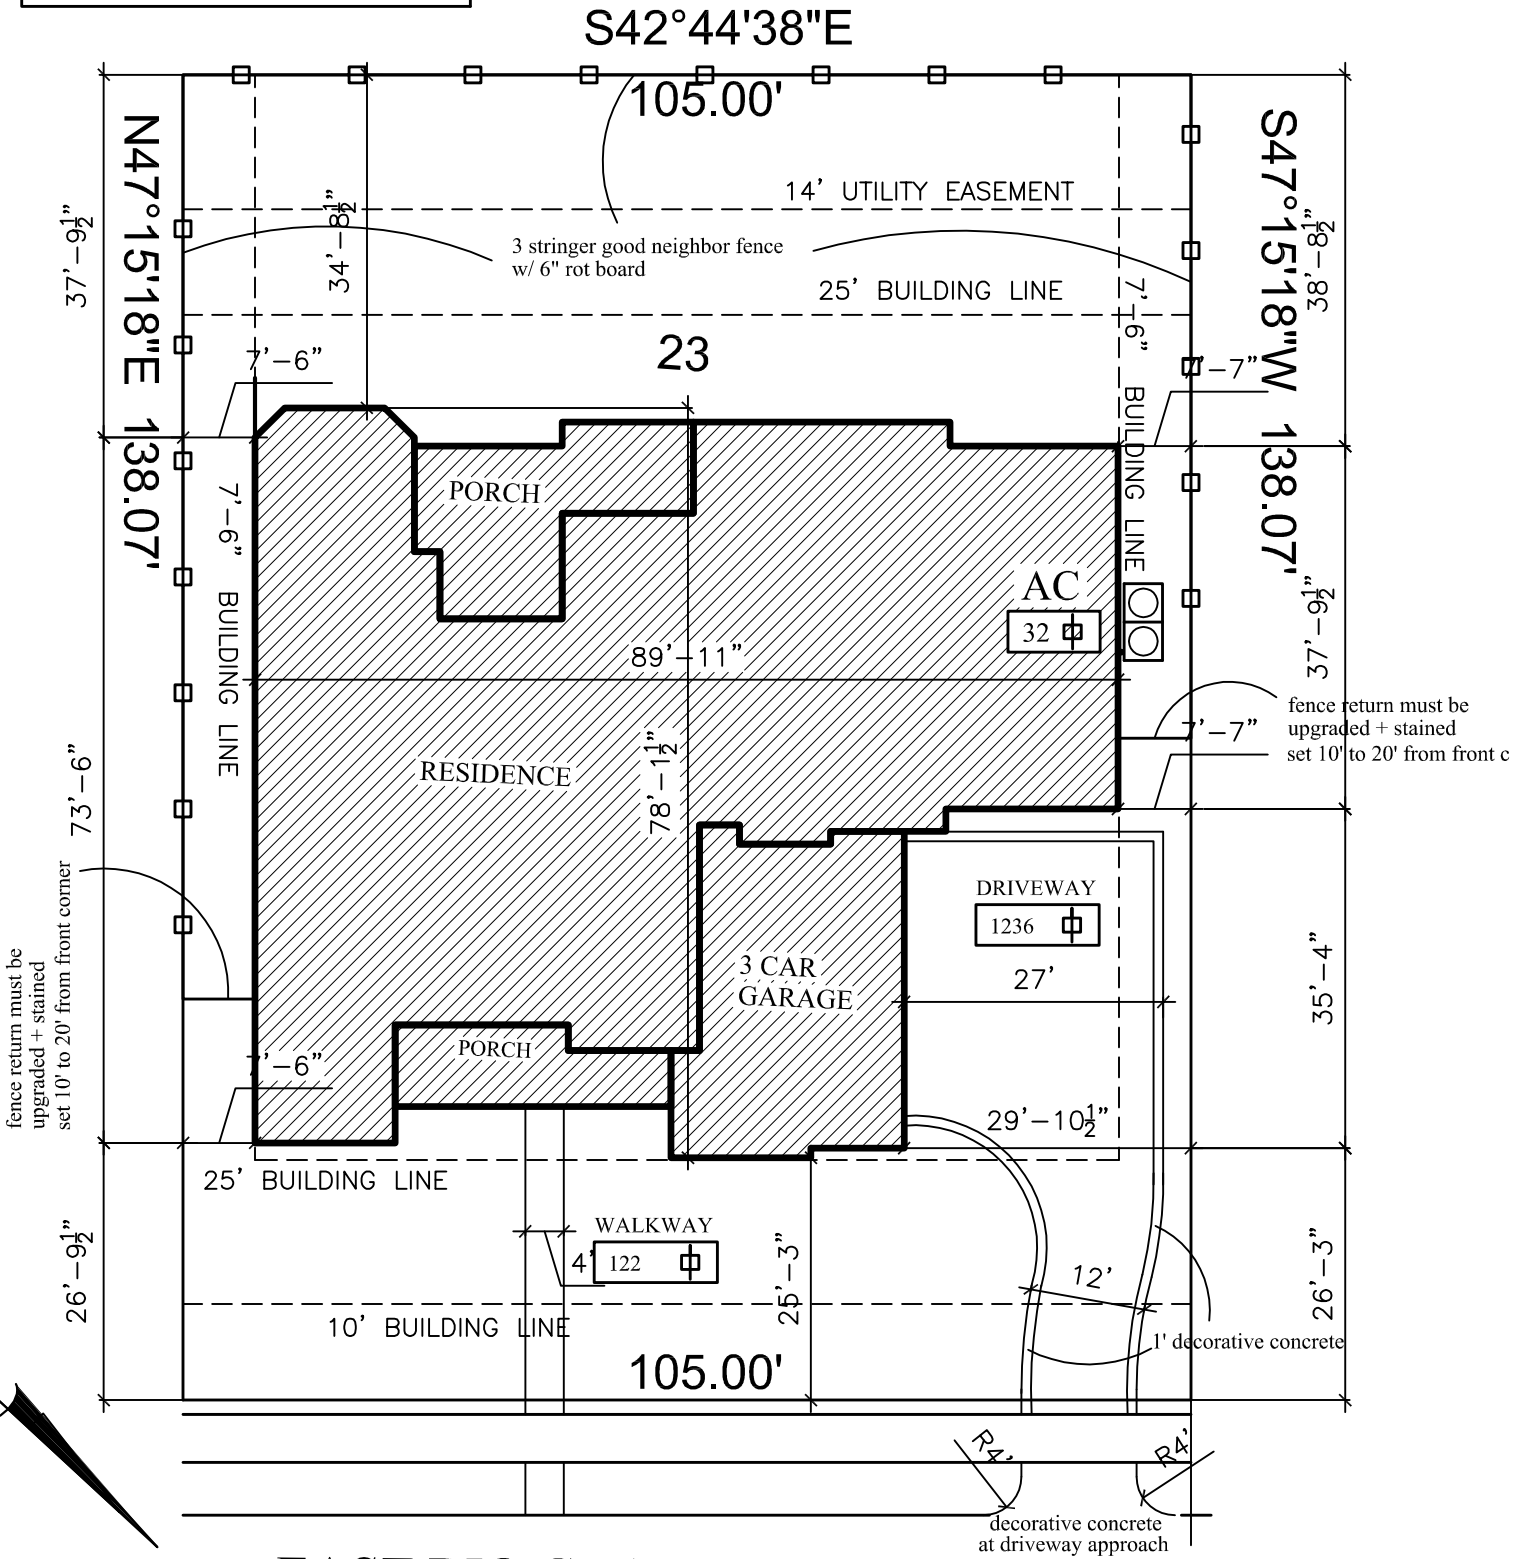 S42°44'38"E
105.00'
N47°15'18"E 138.07'
S47°15'18"W 138.07'
37'-9½"
34'-8½"
38'-8½"
14' UTILITY EASEMENT
3 stringer good neighbor fence
w/ 6" rot board
25' BUILDING LINE
23
7'-6"
7'-6" BUILDING LINE
7'-7"
7'-6" BUILDING LINE
PORCH
AC
32
37'-9½"
89'-11"
fence return must be
upgraded + stained
set 10' to 20' from front c
7'-7"
73'-6"
RESIDENCE
78'-1½"
DRIVEWAY
1236
27'
3 CAR
GARAGE
35'-4"
fence return must be
upgraded + stained
set 10' to 20' from front corner
PORCH
7'-6"
29'-10½"
25' BUILDING LINE
26'-9½"
WALKWAY
4'
122
25'-3"
12'
26'-3"
10' BUILDING LINE
1' decorative concrete
105.00'
R4'
R4'
decorative concrete
at driveway approach